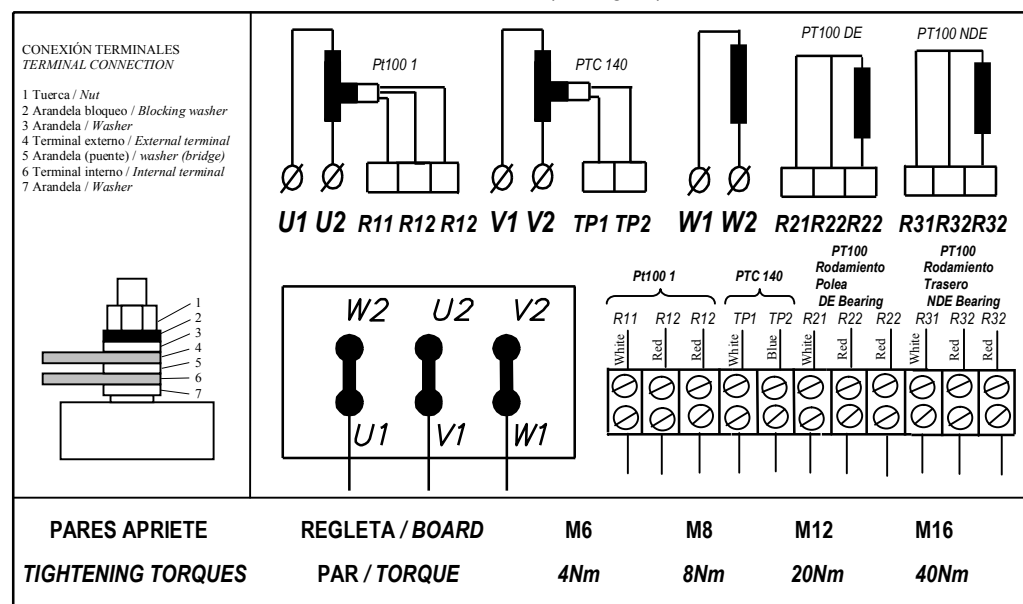 CONEXIÓN TERMINALES
TERMINAL CONNECTION
1 Tuerca / Nut
2 Arandela bloqueo / Blocking washer
3 Arandela / Washer
4 Terminal externo / External terminal
5 Arandela (puente) / washer (bridge)
6 Terminal interno / Internal terminal
7 Arandela / Washer
1
2
3
4
5
6
7
Pt100 1
PTC 140
PT100 DE
PT100 NDE
U1 U2 R11 R12 R12 V1 V2 TP1 TP2 W1 W2 R21R22R22 R31R32R32
W2 U2 V2
U1 V1 W1
Pt100 1
PTC 140
PT100
Rodamiento
Polea
DE Bearing
PT100
Rodamiento
Trasero
NDE Bearing
R11 R12 R12 TP1 TP2 R21 R22 R22 R31 R32 R32
White Red Red White Blue White Red Red White Red Red
PARES APRIETE REGLETA / BOARD M6 M8 M12 M16
TIGHTENING TORQUES PAR / TORQUE 4Nm 8Nm 20Nm 40Nm